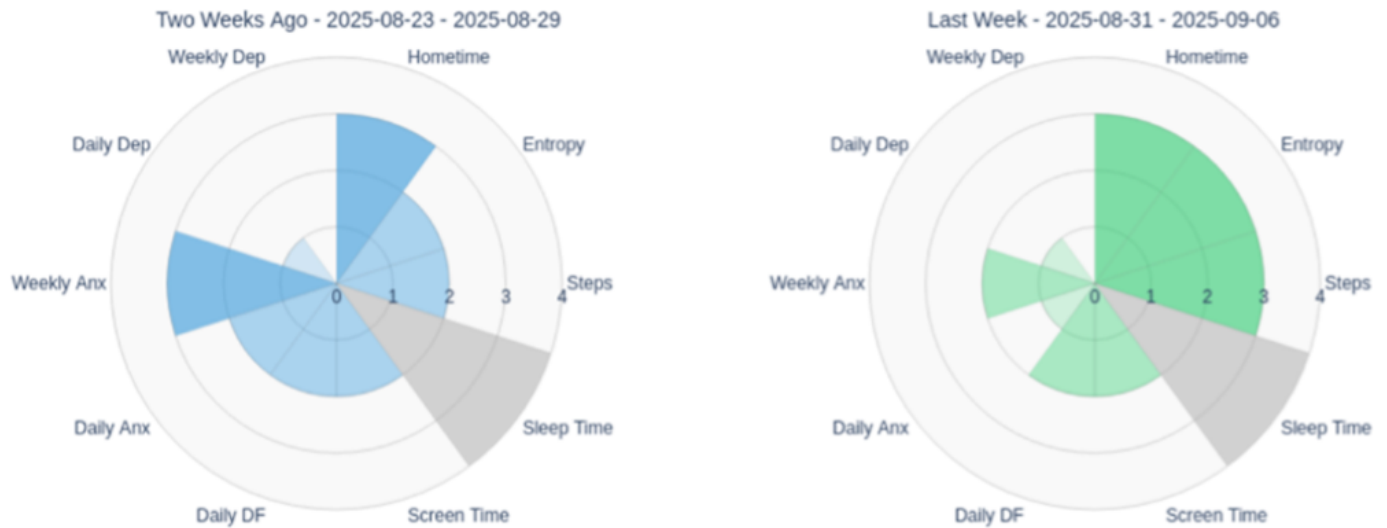 Two Weeks Ago - 2025-08-23 - 2025-08-29
Weekly Dep
Hometime
Daily Dep
Entropy
Weekly Anx
0 1 2 3 4
Steps
Daily Anx
Sleep Time
Daily DF
Screen Time
Last Week - 2025-08-31 - 2025-09-06
Weekly Dep
Hometime
Daily Dep
Entropy
Weekly Anx
0 1 2 3 4
Steps
Daily Anx
Sleep Time
Daily DF
Screen Time